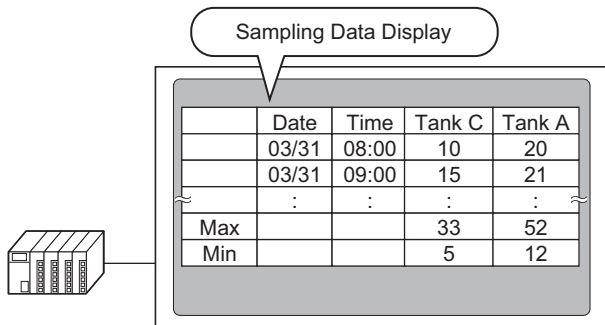 Sampling Data Display
Date Time Tank C Tank A
03/31 08:00 10 20
03/31 09:00 15 21
: : : :
Max 33 52
Min 5 12